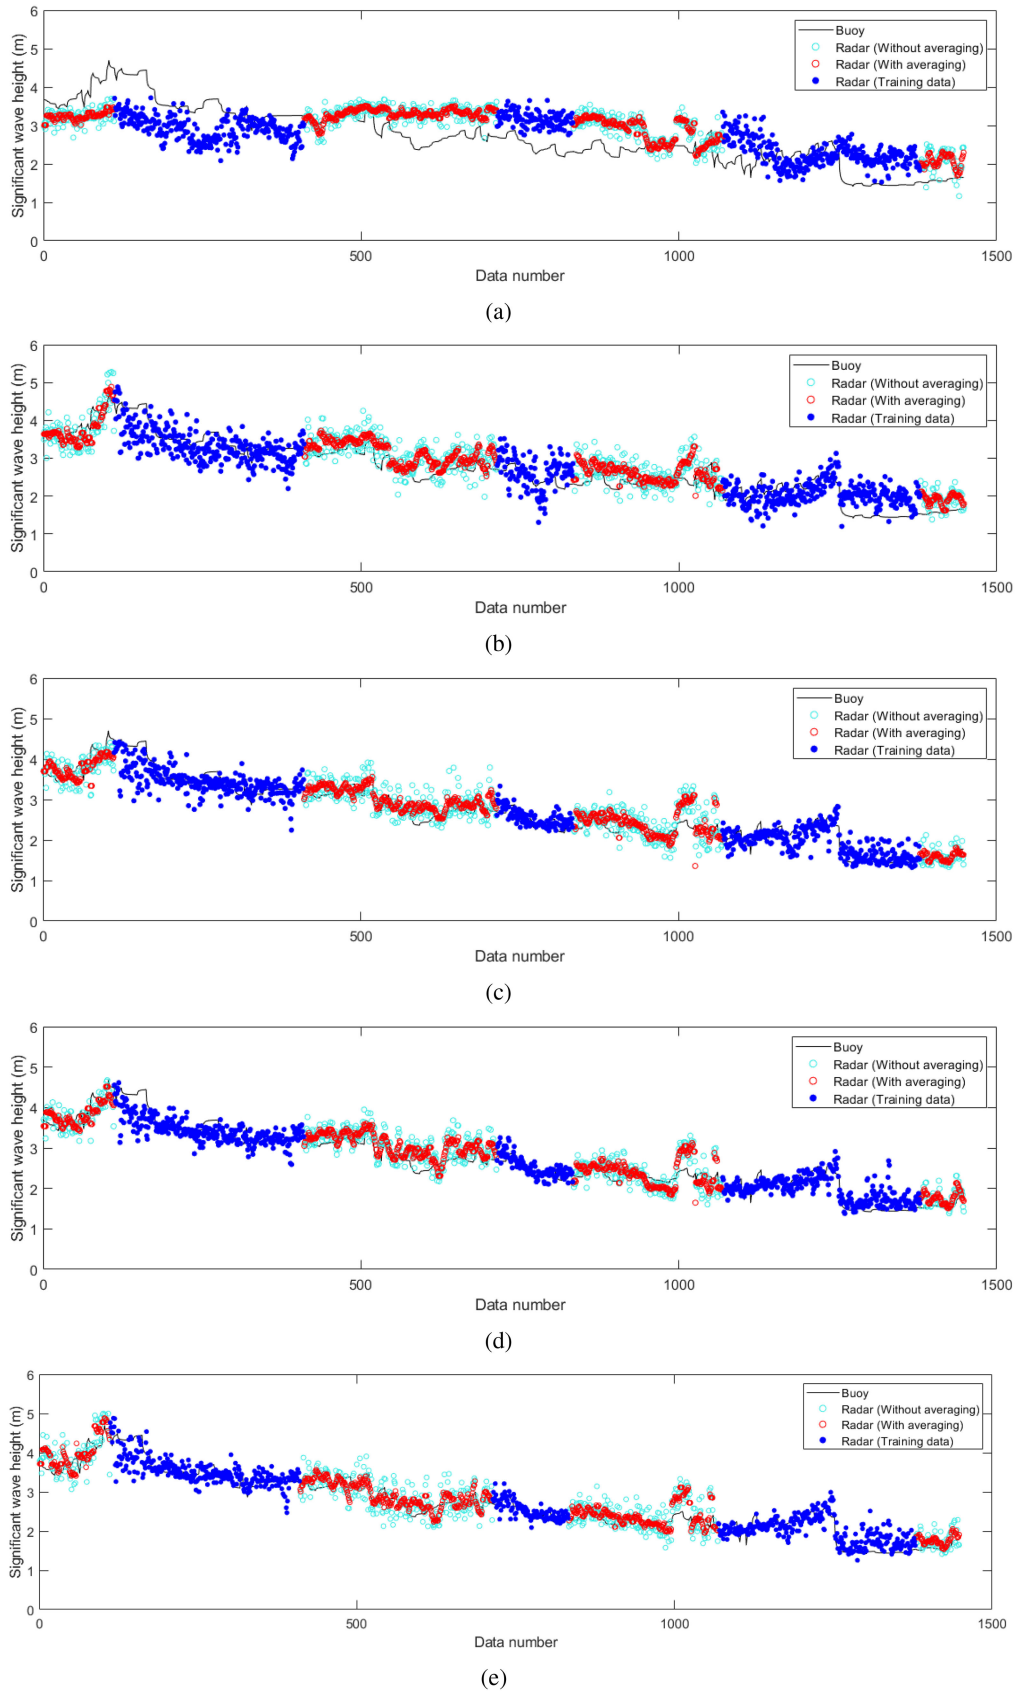 6
5
4
3
2
1
0
Significant wave height (m)
Buoy
Radar (Without averaging)
Radar (With averaging)
Radar (Training data)
0 500 1000 1500
Data number
(a)
6
5
4
3
2
1
0
Significant wave height (m)
Buoy
Radar (Without averaging)
Radar (With averaging)
Radar (Training data)
0 500 1000 1500
Data number
(b)
6
5
4
3
2
1
0
Significant wave height (m)
Buoy
Radar (Without averaging)
Radar (With averaging)
Radar (Training data)
0 500 1000 1500
Data number
(c)
6
5
4
3
2
1
0
Significant wave height (m)
Buoy
Radar (Without averaging)
Radar (With averaging)
Radar (Training data)
0 500 1000 1500
Data number
(d)
6
5
4
3
2
1
0
Significant wave height (m)
Buoy
Radar (Without averaging)
Radar (With averaging)
Radar (Training data)
0 500 1000 1500
Data number
(e)